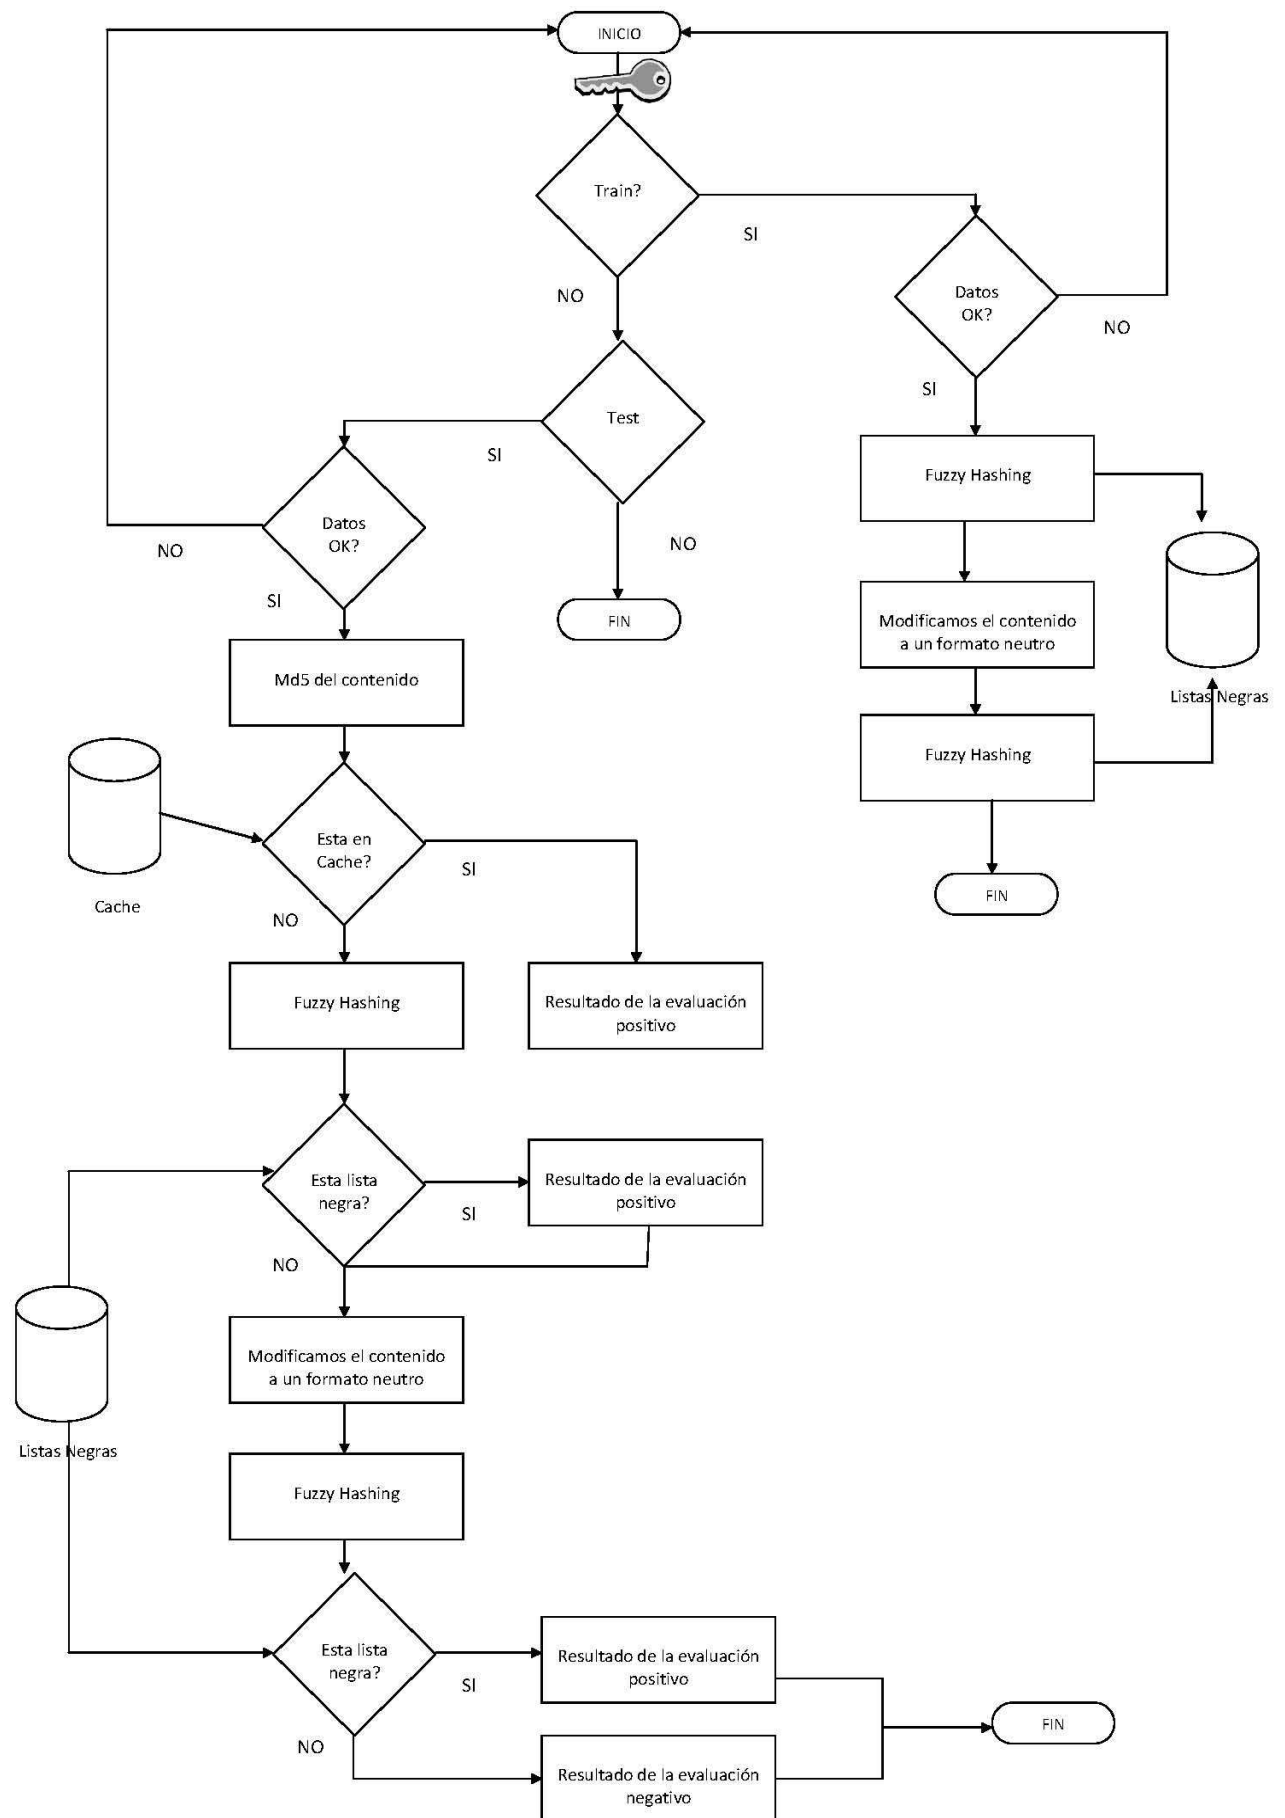 INICIO
Train?
SI
NO
Datos
OK?
NO
SI
Test
SI
NO
FIN
Fuzzy Hashing
Modificamos el contenido
a un formato neutro
Listas Negras
Fuzzy Hashing
FIN
Datos
OK?
NO
SI
Md5 del contenido
Cache
Esta en
Cache?
SI
NO
Fuzzy Hashing
Resultado de la evaluación
positivo
Esta lista
negra?
SI
NO
Resultado de la evaluación
positivo
Listas Negras
Modificamos el contenido
a un formato neutro
Fuzzy Hashing
Esta lista
negra?
SI
NO
Resultado de la evaluación
positivo
Resultado de la evaluación
negativo
FIN